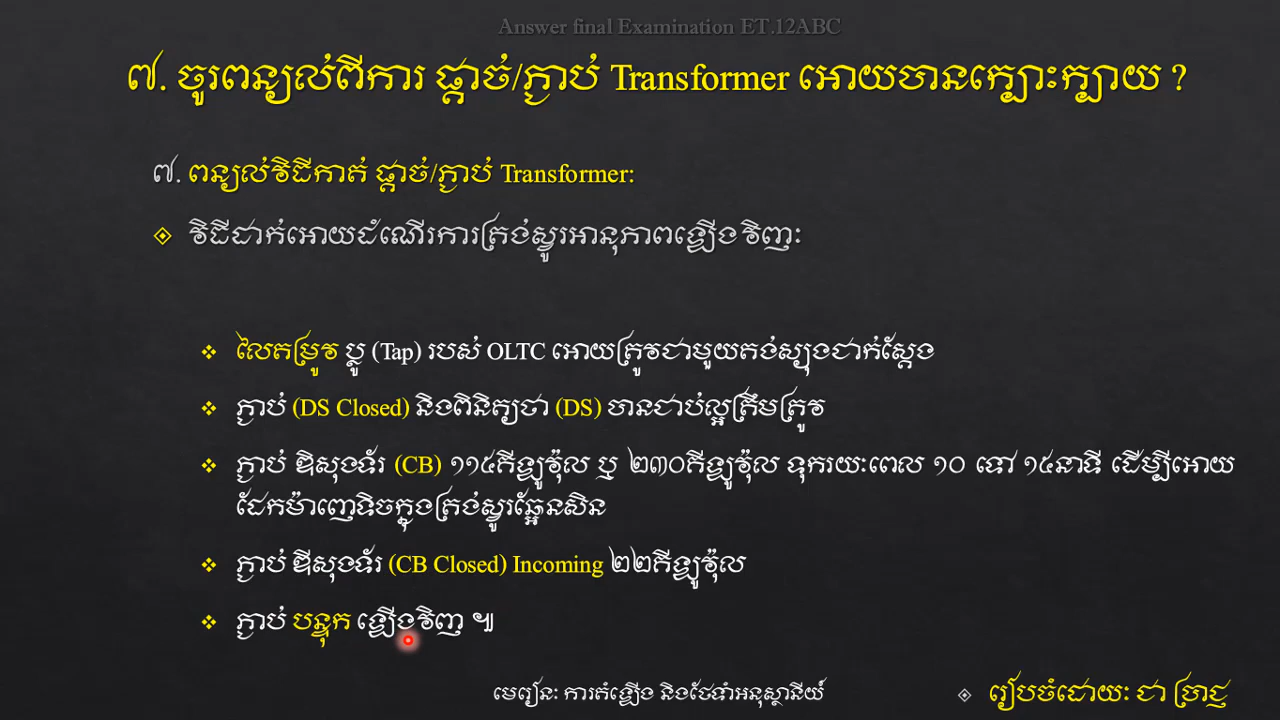 Answer final Examination ET.12ABC
៧. ចូរពន្យល់ពីការ ផ្តាច់/ភ្ជាប់ Transformer អោយបានក្បោះក្បាយ ?
៧. ពន្យល់វិធីកាត់ ផ្តាច់/ភ្ជាប់ Transformer:
វិធីដាក់អោយដំណើរការត្រង់ស្វូរអានុភាពឡើងវិញៈ
លៃតម្រូវ ប្លូ (Tap) របស់ OLTC អោយត្រូវជាមួយតង់ស្យុងជាក់ស្តែង
ភ្ជាប់ (DS Closed) និងពិនិត្យថា (DS) បានជាប់ល្អត្រឹមត្រូវ
ភ្ជាប់ ឌិសុងទ័រ (CB) ១១៥គីឡូវ៉ុល ឬ ២៣០គីឡូវ៉ុល ទុករយៈពេល ១០ ទៅ ១៥នាទី ដើម្បីអោយ
ដែកម៉ាញេទិចក្នុងត្រង់ស្វូរឆ្អែនសិន
ភ្ជាប់ ឌីសុងទ័រ (CB Closed) Incoming ២២គីឡូវ៉ុល
ភ្ជាប់ បន្ទុក ឡើងវិញ ៕
មេរៀនៈ ការតំឡើង និងថែទាំអនុស្ថានីយ៍
រៀបចំដោយៈ ជា ប្រាជ្ញ